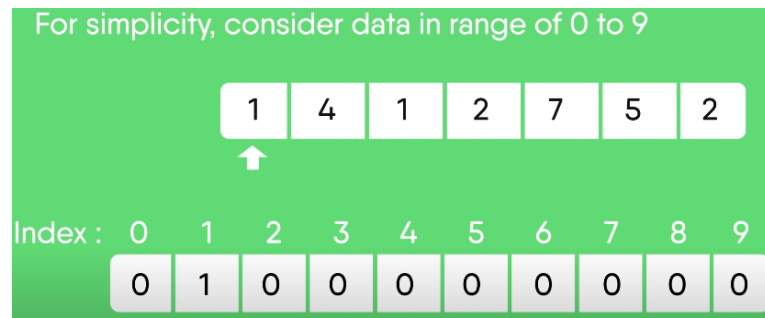 For simplicity, consider data in range of 0 to 9
1 4 1 2 7 5 2
Index : 0 1 2 3 4 5 6 7 8 9
0 1 0 0 0 0 0 0 0 0